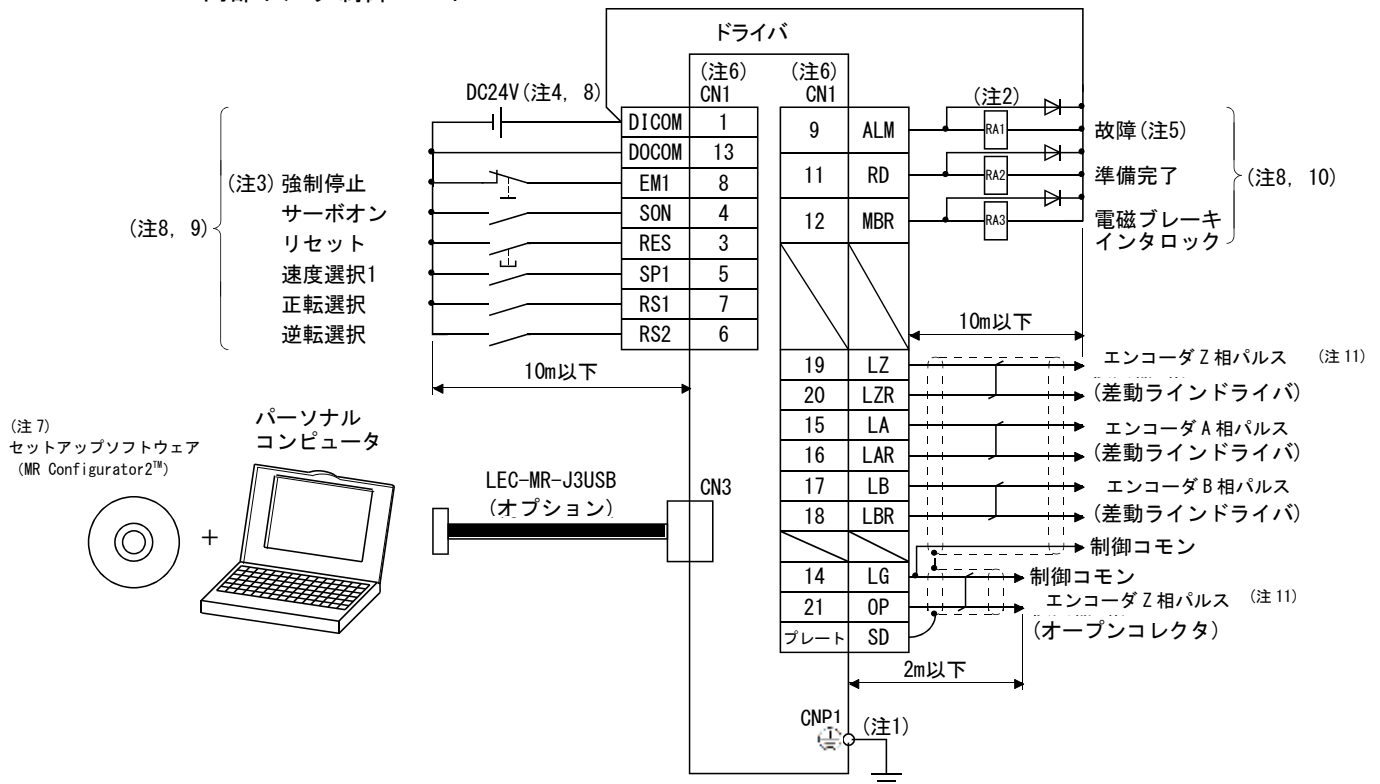 ドライバ
(注6)
CN1
(注6)
CN1
DC24V(注4, 8)
DICOM 1
DOCOM 13
EM1 8
SON 4
RES 3
SP1 5
RS1 7
RS2 6
(注3) 強制停止
サーボオン
リセット
速度選択1
正転選択
逆転選択
(注8, 9)
10m以下
9 ALM
11 RD
12 MBR
(注2)
RA1
RA2
RA3
故障(注5)
準備完了
電磁ブレーキ
インタロック
(注8, 10)
10m以下
19 LZ
20 LZR
15 LA
16 LAR
17 LB
18 LBR
14 LG
21 OP
プレート SD
エンコーダ Z 相パルス (注 11)
(差動ラインドライバ)
エンコーダ A 相パルス
(差動ラインドライバ)
エンコーダ B 相パルス
(差動ラインドライバ)
制御コモン
制御コモン
エンコーダ Z 相パルス (注 11)
(オープンコレクタ)
2m以下
(注 7)
セットアップソフトウェア
(MR Configurator2™)
+
パーソナル
コンピュータ
LEC-MR-J3USB
(オプション)
CN3
CNP1
(注1)